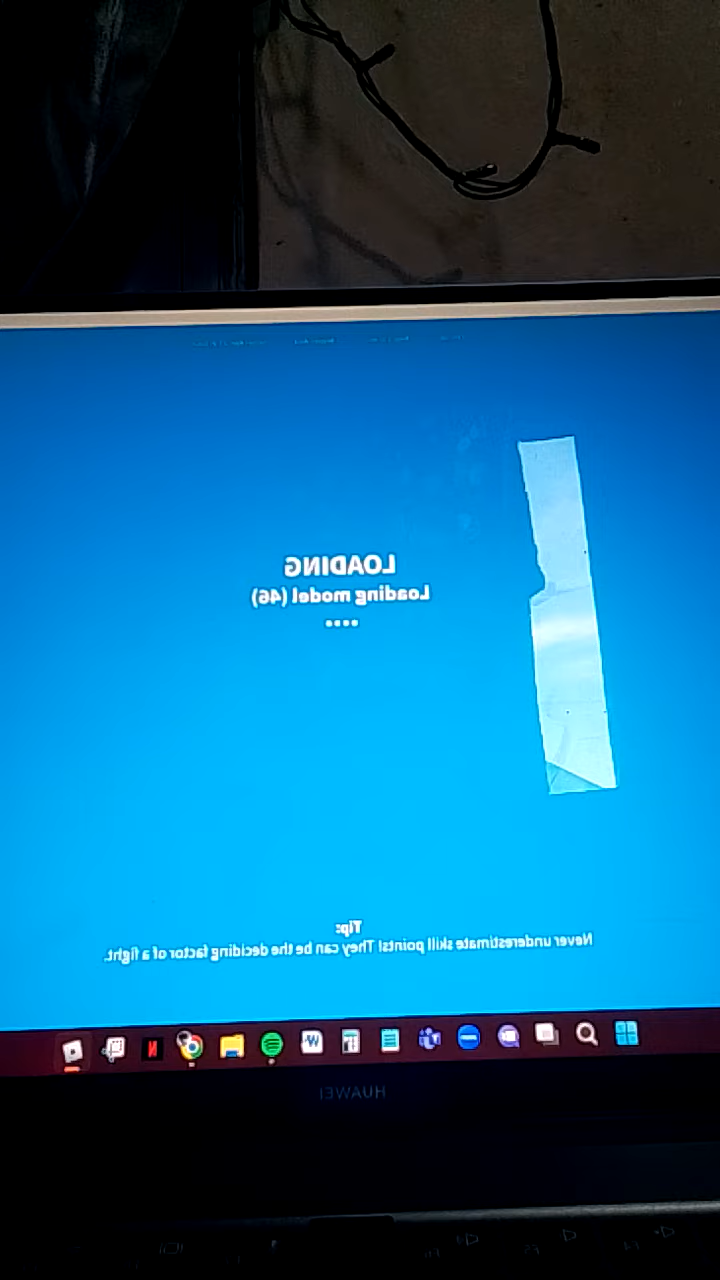 LOADING
Loading model (46)
Tip:
Never underestimate skill points! They can be the deciding factor of a fight.
HUAWEI